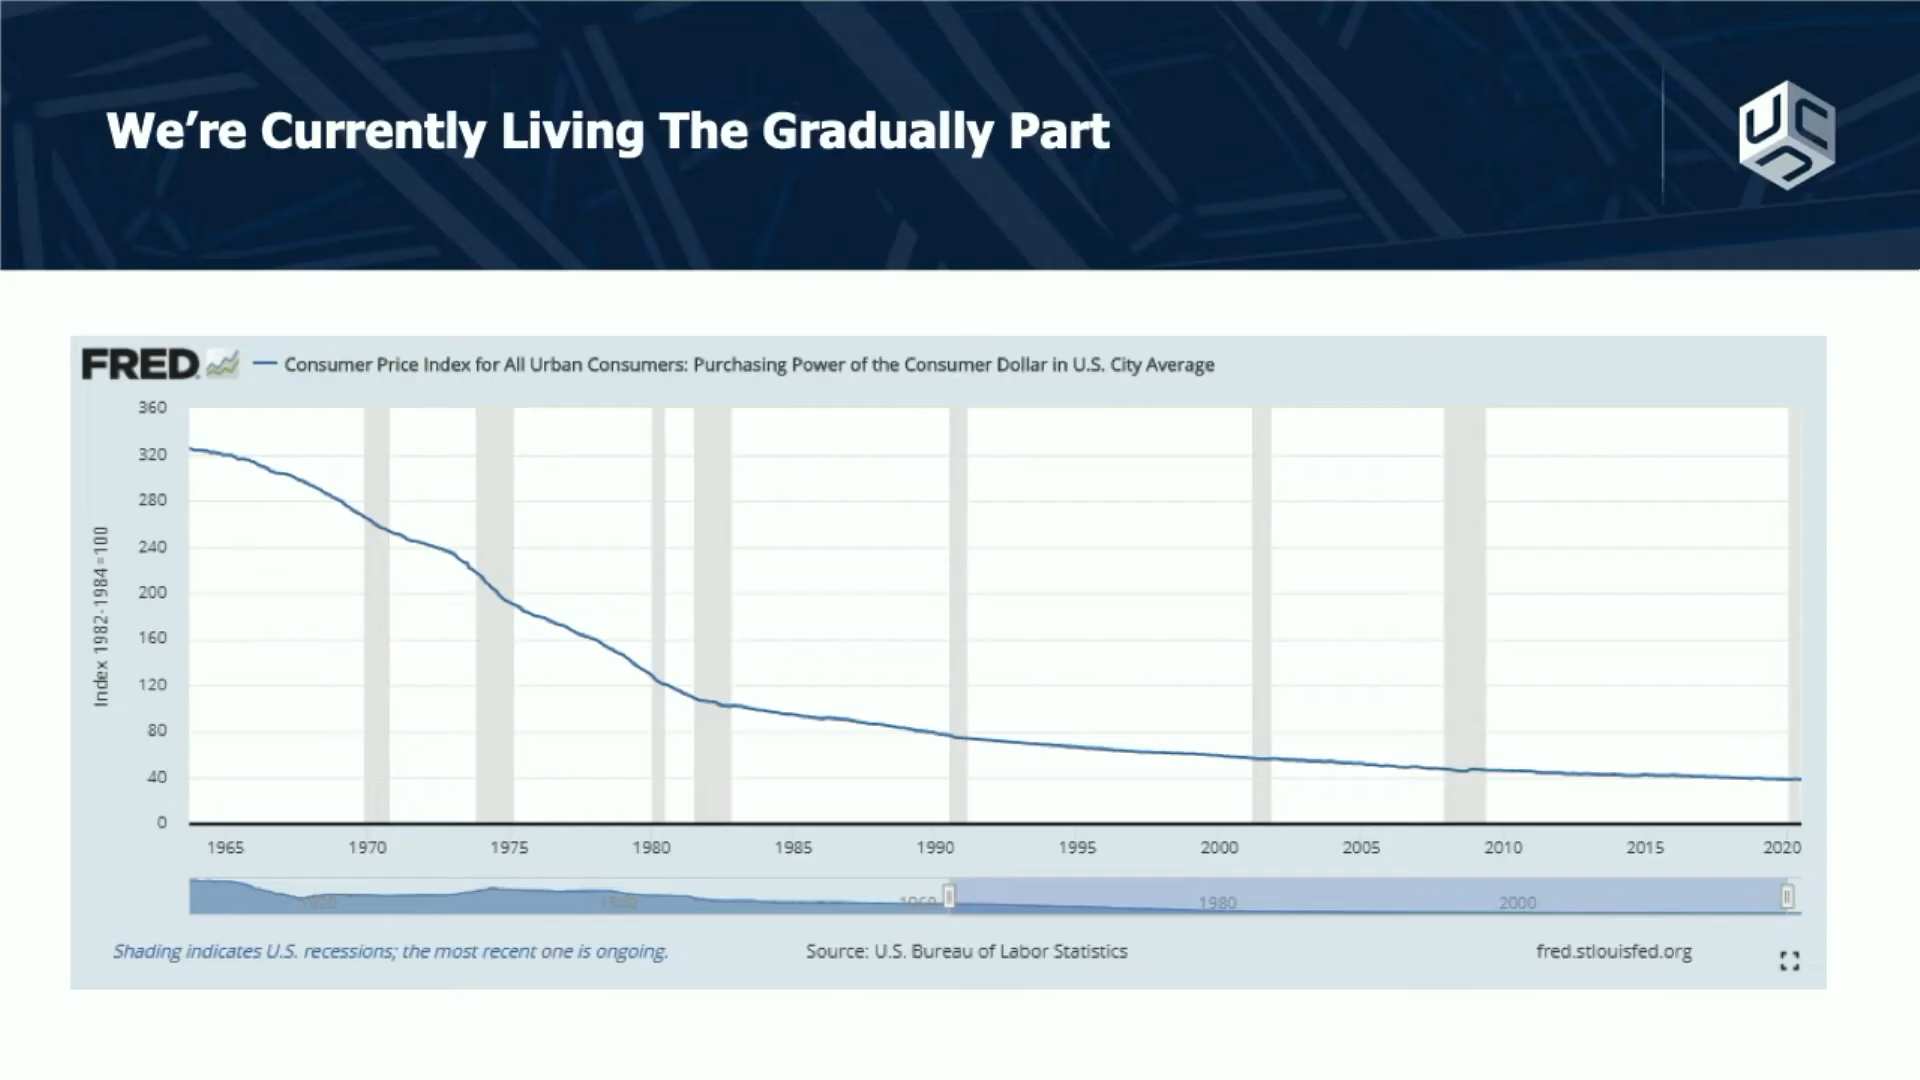 We're Currently Living The Gradually Part
UCD
FRED
Consumer Price Index for All Urban Consumers: Purchasing Power of the Consumer Dollar in U.S. City Average
360
320
280
240
200
160
120
80
40
0
Index 1982-1984=100
1965 1970 1975 1980 1985 1990 1995 2000 2005 2010 2015 2020
1960 1980 2000
Shading indicates U.S. recessions; the most recent one is ongoing.
Source: U.S. Bureau of Labor Statistics
fred.stlouisfed.org